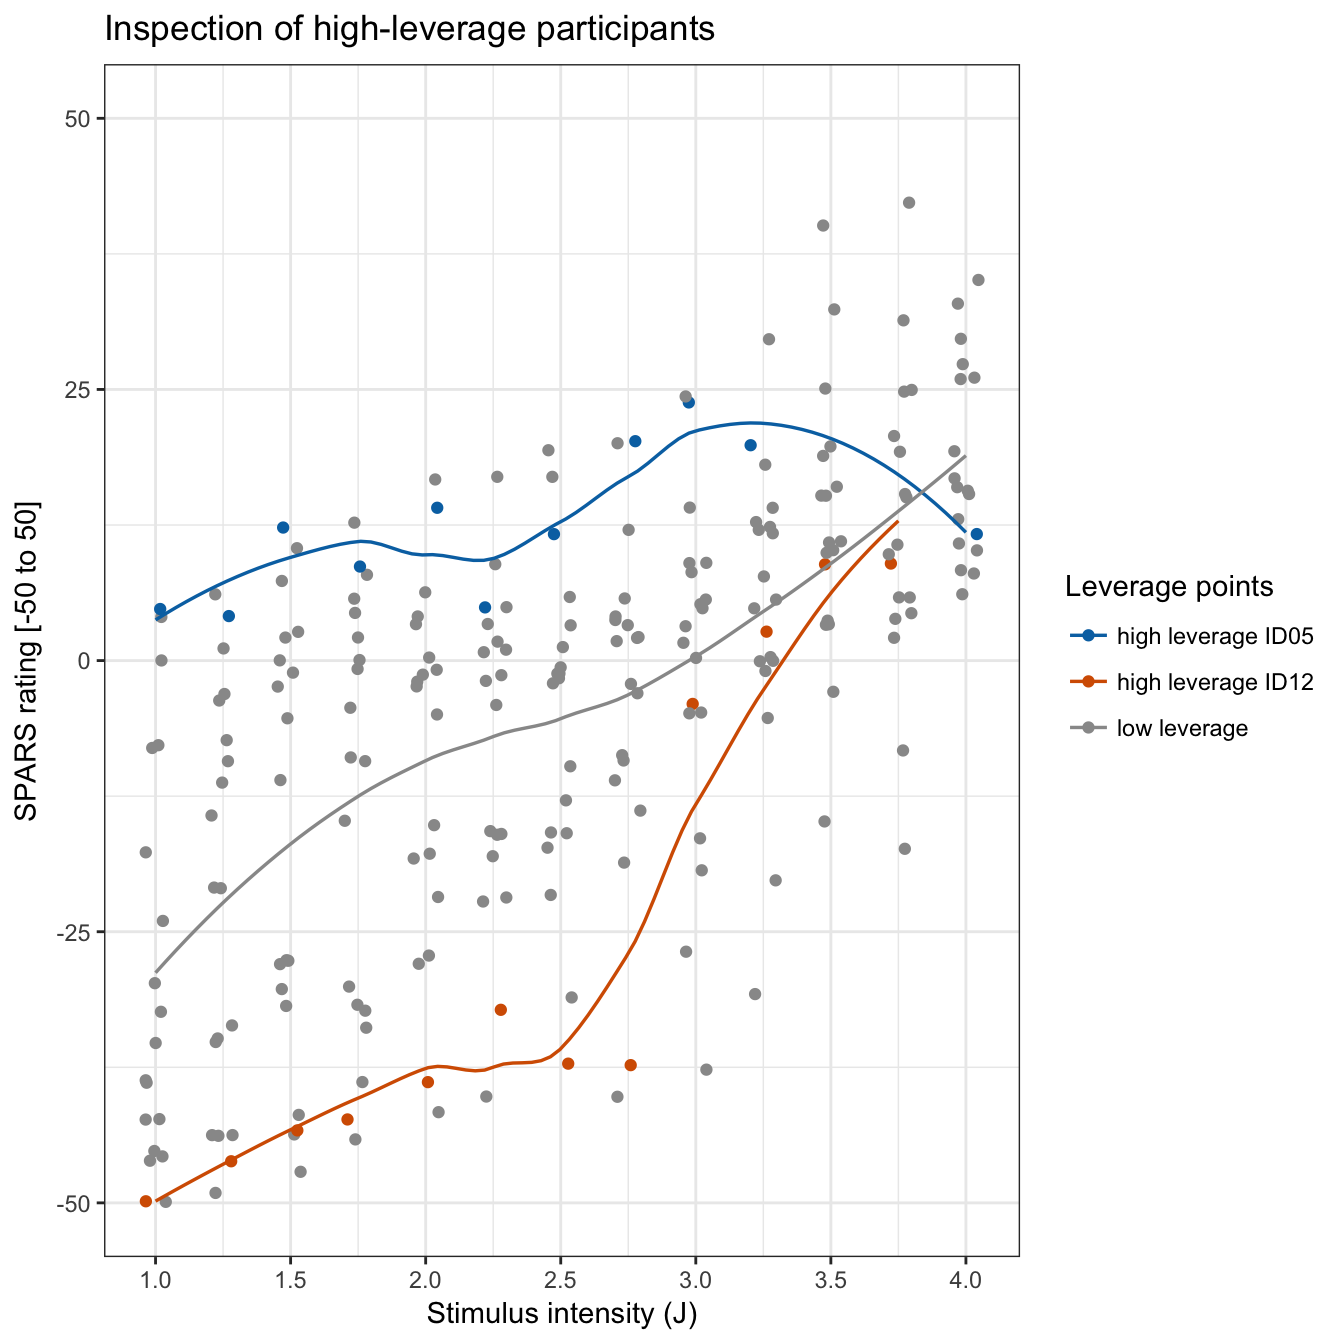 Inspection of high-leverage participants
50
25
0
-25
-50
SPARS rating [-50 to 50]
1.0 1.5 2.0 2.5 3.0 3.5 4.0
Stimulus intensity (J)
Leverage points
high leverage ID05
high leverage ID12
low leverage